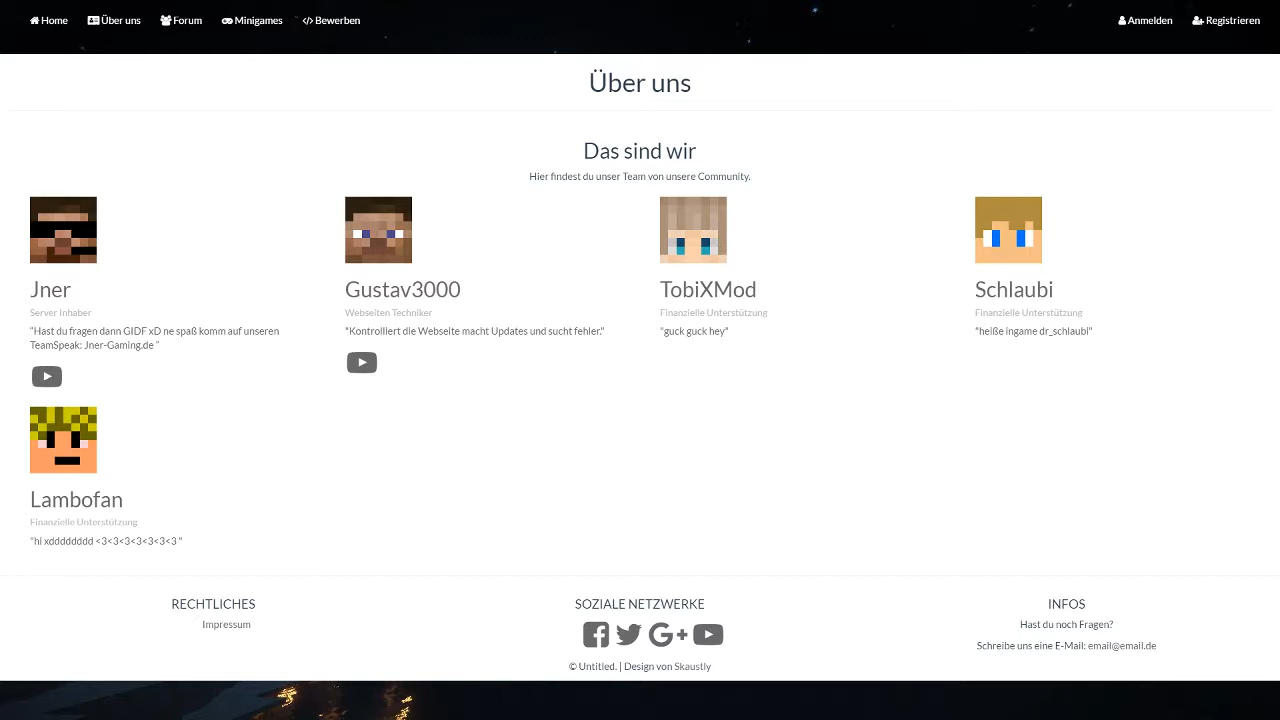 Home Über uns Forum Minigames Bewerben Anmelden Registrieren
Über uns
Das sind wir
Hier findest du unser Team von unsere Community.
Jner
Server Inhaber
"Hast du fragen dann GIDF xD ne spaß komm auf unseren
TeamSpeak: Jner-Gaming.de "
Gustav3000
Webseiten Techniker
"Kontrolliert die Webseite macht Updates und sucht fehler."
TobiXMod
Finanzielle Unterstützung
"guck guck hey"
Schlaubi
Finanzielle Unterstützung
"heiße ingame dr_schlaubi"
Lambofan
Finanzielle Unterstützung
"hi xdddddddd <3<3<3<3<3<3<3 "
RECHTLICHES
Impressum
SOZIALE NETZWERKE
© Untitled. | Design von Skaustly
INFOS
Hast du noch Fragen?
Schreibe uns eine E-Mail: email@email.de